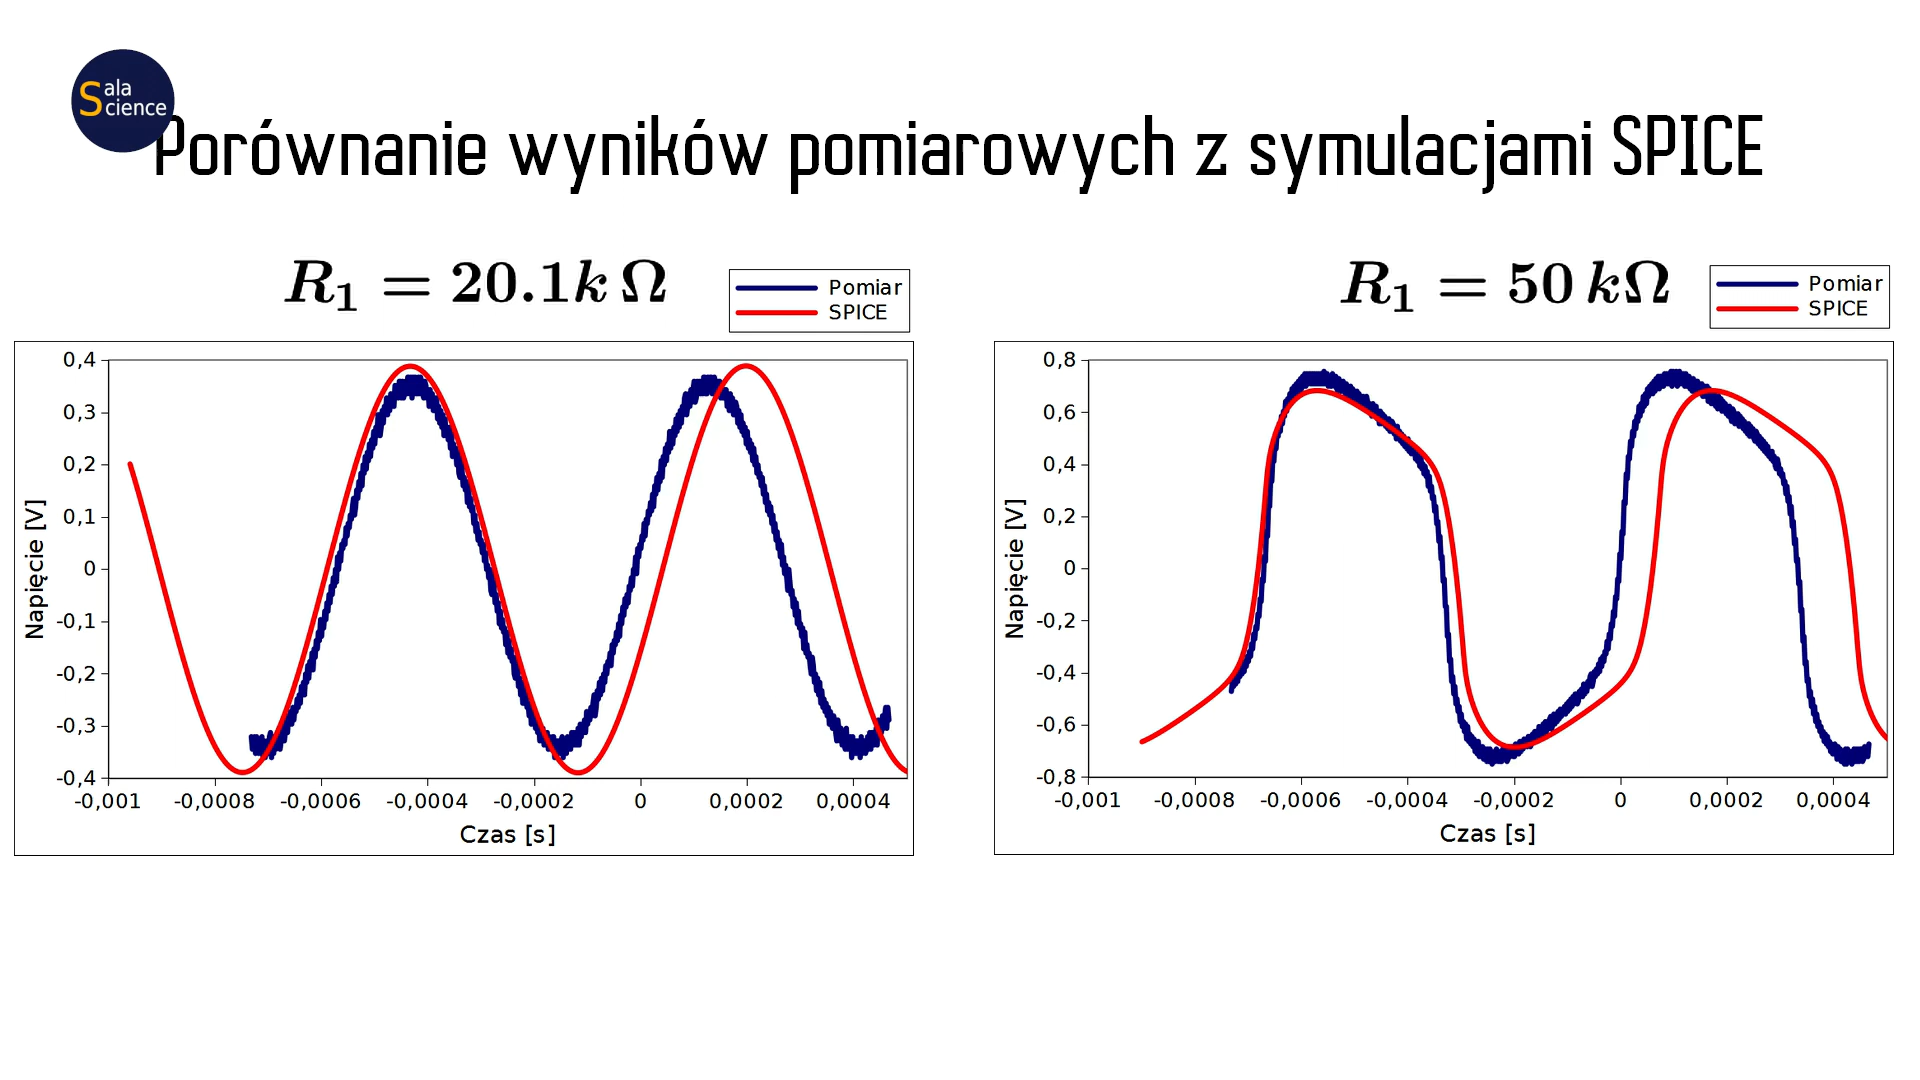 Sala
Science
Porównanie wyników pomiarowych z symulacjami SPICE
R₁ = 20.1k Ω
Pomiar
SPICE
0,4
0,3
0,2
0,1
0
-0,1
-0,2
-0,3
-0,4
Napięcie [V]
-0,001 -0,0008 -0,0006 -0,0004 -0,0002 0 0,0002 0,0004
Czas [s]
R₁ = 50 kΩ
Pomiar
SPICE
0,8
0,6
0,4
0,2
0
-0,2
-0,4
-0,6
-0,8
Napięcie [V]
-0,001 -0,0008 -0,0006 -0,0004 -0,0002 0 0,0002 0,0004
Czas [s]